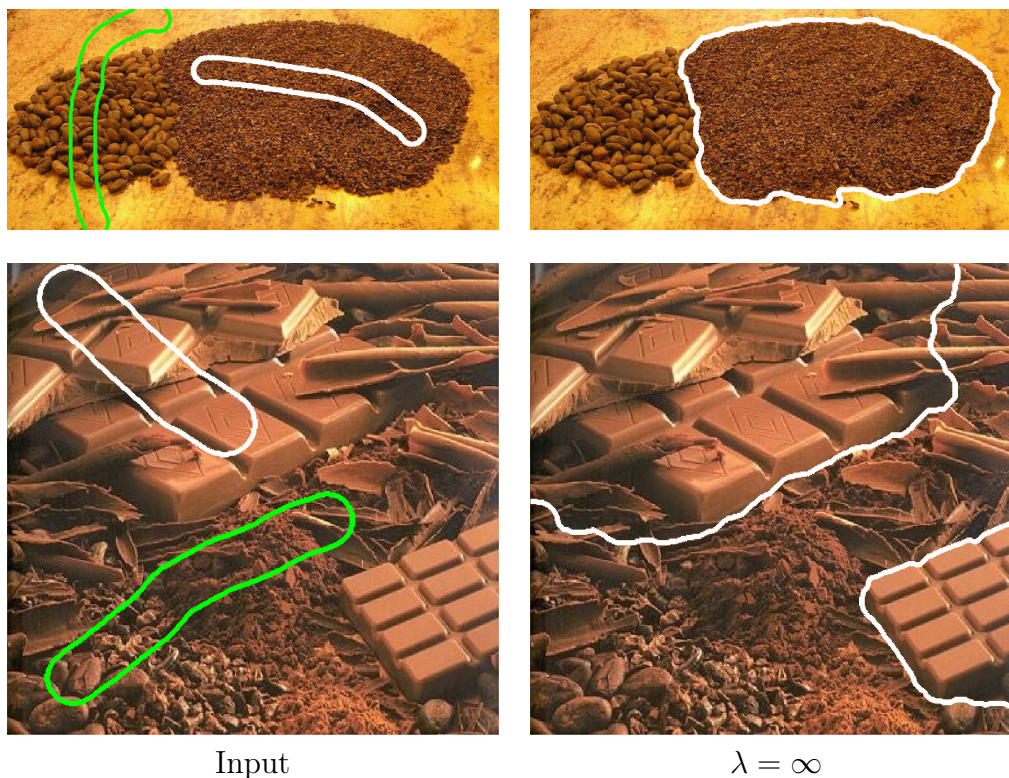 Input
λ = ∞